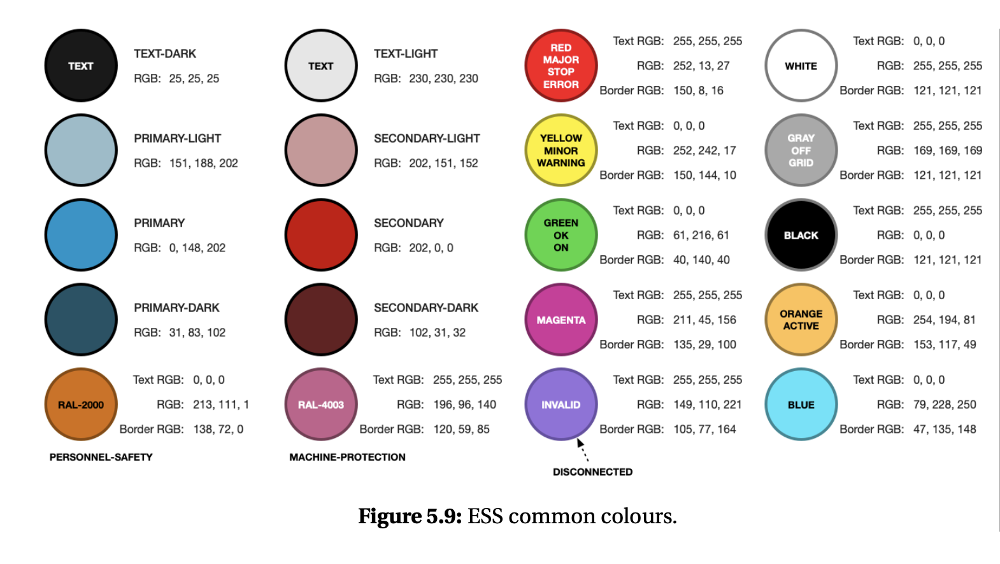 TEXT
TEXT-DARK
RGB: 25, 25, 25
TEXT
TEXT-LIGHT
RGB: 230, 230, 230
RED
MAJOR
STOP
ERROR
Text RGB: 255, 255, 255
RGB: 252, 13, 27
Border RGB: 150, 8, 16
WHITE
Text RGB: 0, 0, 0
RGB: 255, 255, 255
Border RGB: 121, 121, 121
PRIMARY-LIGHT
RGB: 151, 188, 202
SECONDARY-LIGHT
RGB: 202, 151, 152
YELLOW
MINOR
WARNING
Text RGB: 0, 0, 0
RGB: 252, 242, 17
Border RGB: 150, 144, 10
GRAY
OFF
GRID
Text RGB: 255, 255, 255
RGB: 169, 169, 169
Border RGB: 121, 121, 121
PRIMARY
RGB: 0, 148, 202
SECONDARY
RGB: 202, 0, 0
GREEN
OK
ON
Text RGB: 0, 0, 0
RGB: 61, 216, 61
Border RGB: 40, 140, 40
BLACK
Text RGB: 255, 255, 255
RGB: 0, 0, 0
Border RGB: 121, 121, 121
PRIMARY-DARK
RGB: 31, 83, 102
SECONDARY-DARK
RGB: 102, 31, 32
MAGENTA
Text RGB: 255, 255, 255
RGB: 211, 45, 156
Border RGB: 135, 29, 100
ORANGE
ACTIVE
Text RGB: 0, 0, 0
RGB: 254, 194, 81
Border RGB: 153, 117, 49
RAL-2000
Text RGB: 0, 0, 0
RGB: 213, 111, 1
Border RGB: 138, 72, 0
PERSONNEL-SAFETY
RAL-4003
Text RGB: 255, 255, 255
RGB: 196, 96, 140
Border RGB: 120, 59, 85
MACHINE-PROTECTION
INVALID
Text RGB: 255, 255, 255
RGB: 149, 110, 221
Border RGB: 105, 77, 164
DISCONNECTED
BLUE
Text RGB: 0, 0, 0
RGB: 79, 228, 250
Border RGB: 47, 135, 148
Figure 5.9: ESS common colours.